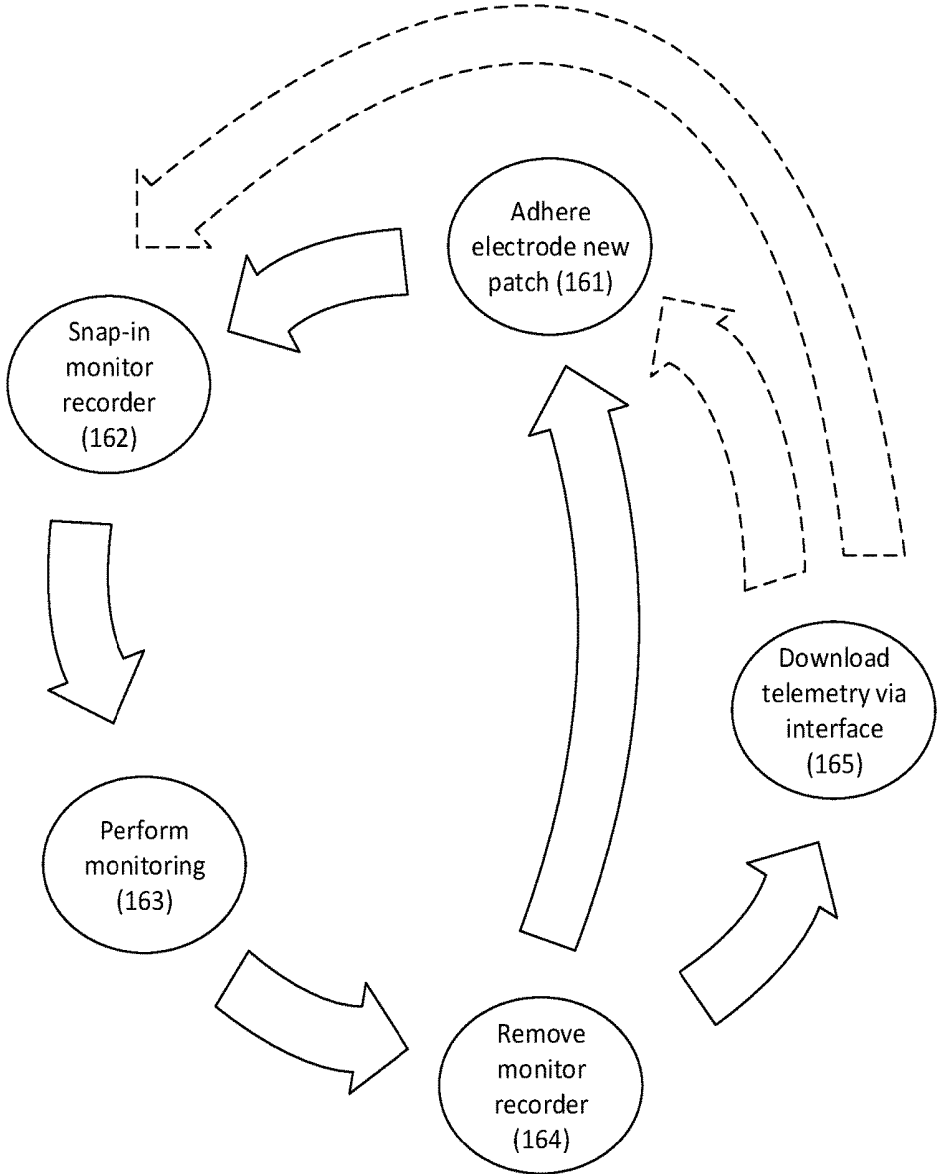 Adhere
electrode new
patch (161)
Snap-in
monitor
recorder
(162)
Download
telemetry via
interface
(165)
Perform
monitoring
(163)
Remove
monitor
recorder
(164)